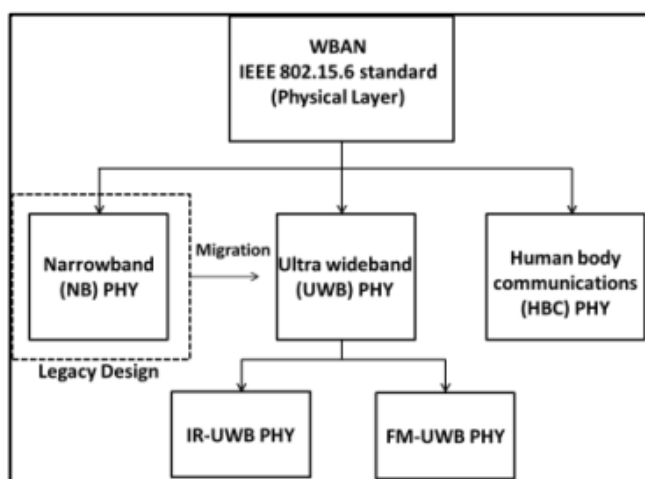 WBAN
IEEE 802.15.6 standard
(Physical Layer)
Narrowband
(NB) PHY
Migration
Ultra wideband
(UWB) PHY
Human body
communications
(HBC) PHY
Legacy Design
IR-UWB PHY
FM-UWB PHY